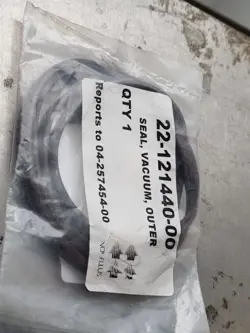 22-121440-00
SEAL, VACUUM, OUTER
QTY 1
Reports to 04-257454-00